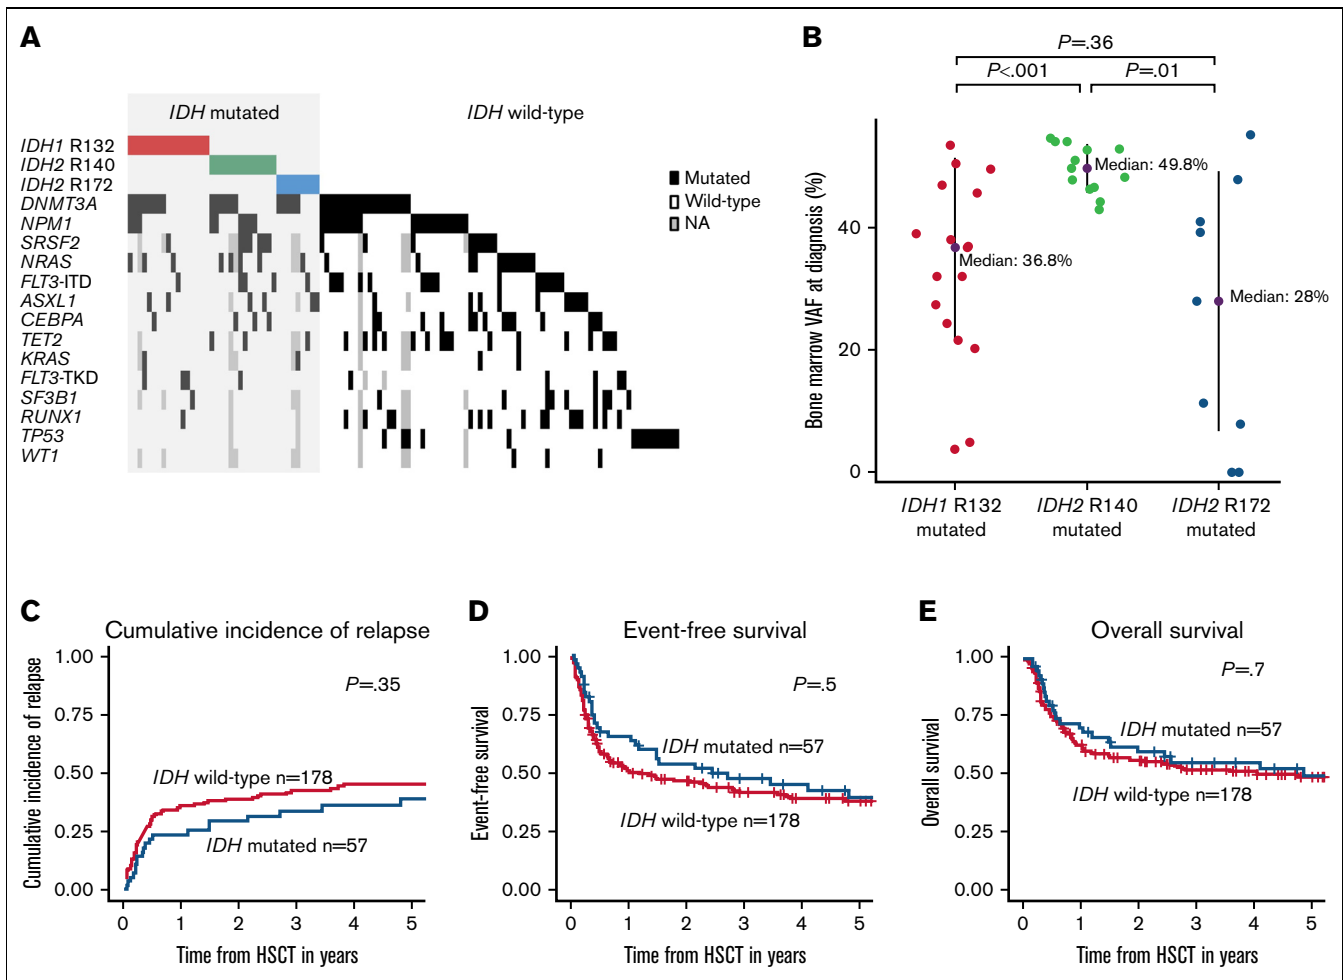 A
IDH mutated
IDH wild-type
IDH1 R132
IDH2 R140
IDH2 R172
DNMT3A
NPM1
SRSF2
NRAS
FLT3-ITD
ASXL1
CEBPA
TET2
KRAS
FLT3-TKD
SF3B1
RUNX1
TP53
WT1
Mutated
Wild-type
NA
B
P=.36
P<.001
P=.01
Bone marrow VAF at diagnosis (%)
40
20
0
Median: 36.8%
Median: 49.8%
Median: 28%
IDH1 R132
mutated
IDH2 R140
mutated
IDH2 R172
mutated
C
Cumulative incidence of relapse
Cumulative incidence of relapse
1.00
0.75
0.50
0.25
0.00
P=.35
IDH wild-type n=178
IDH mutated n=57
0 1 2 3 4 5
Time from HSCT in years
D
Event-free survival
Event-free survival
1.00
0.75
0.50
0.25
0.00
P=.5
IDH mutated n=57
IDH wild-type n=178
0 1 2 3 4 5
Time from HSCT in years
E
Overall survival
Overall survival
1.00
0.75
0.50
0.25
0.00
P=.7
IDH mutated n=57
IDH wild-type n=178
0 1 2 3 4 5
Time from HSCT in years